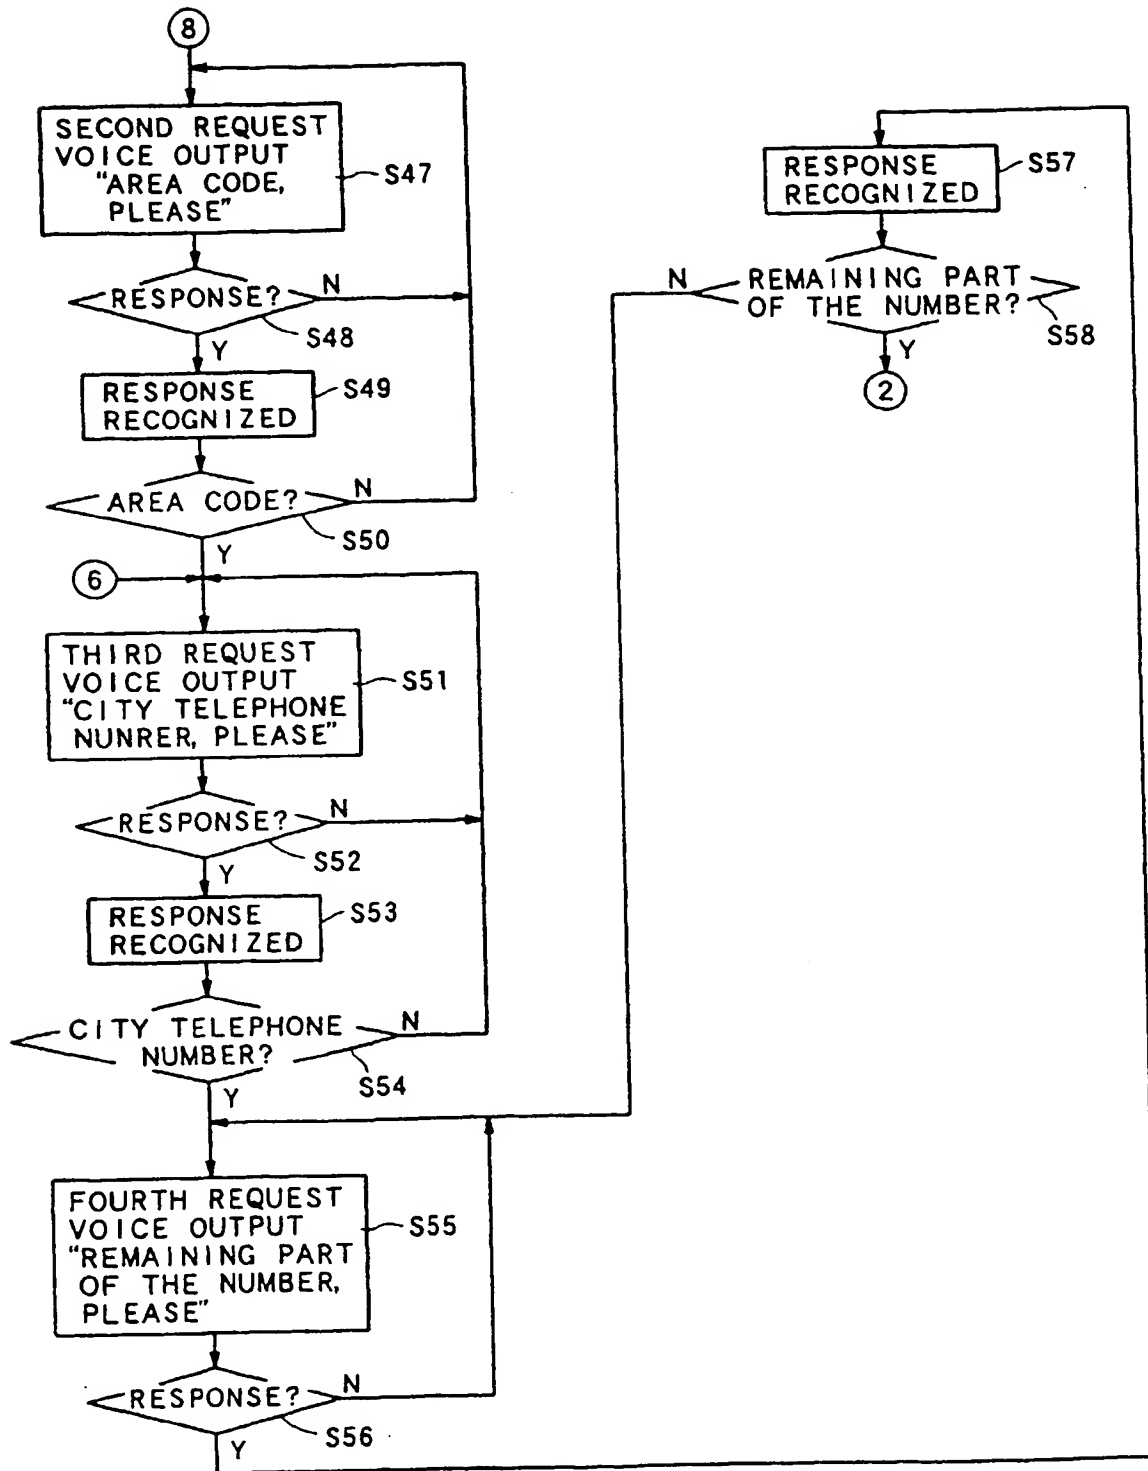 8
SECOND REQUEST
VOICE OUTPUT
"AREA CODE,
PLEASE"
S47
RESPONSE?
N
S48
Y
RESPONSE
RECOGNIZED
S49
AREA CODE?
N
S50
Y
6
THIRD REQUEST
VOICE OUTPUT
"CITY TELEPHONE
NUNRER, PLEASE"
S51
RESPONSE?
N
S52
Y
RESPONSE
RECOGNIZED
S53
CITY TELEPHONE
NUMBER?
N
S54
Y
FOURTH REQUEST
VOICE OUTPUT
"REMAINING PART
OF THE NUMBER,
PLEASE"
S55
RESPONSE?
N
S56
Y
RESPONSE
RECOGNIZED
S57
N
REMAINING PART
OF THE NUMBER?
S58
Y
2